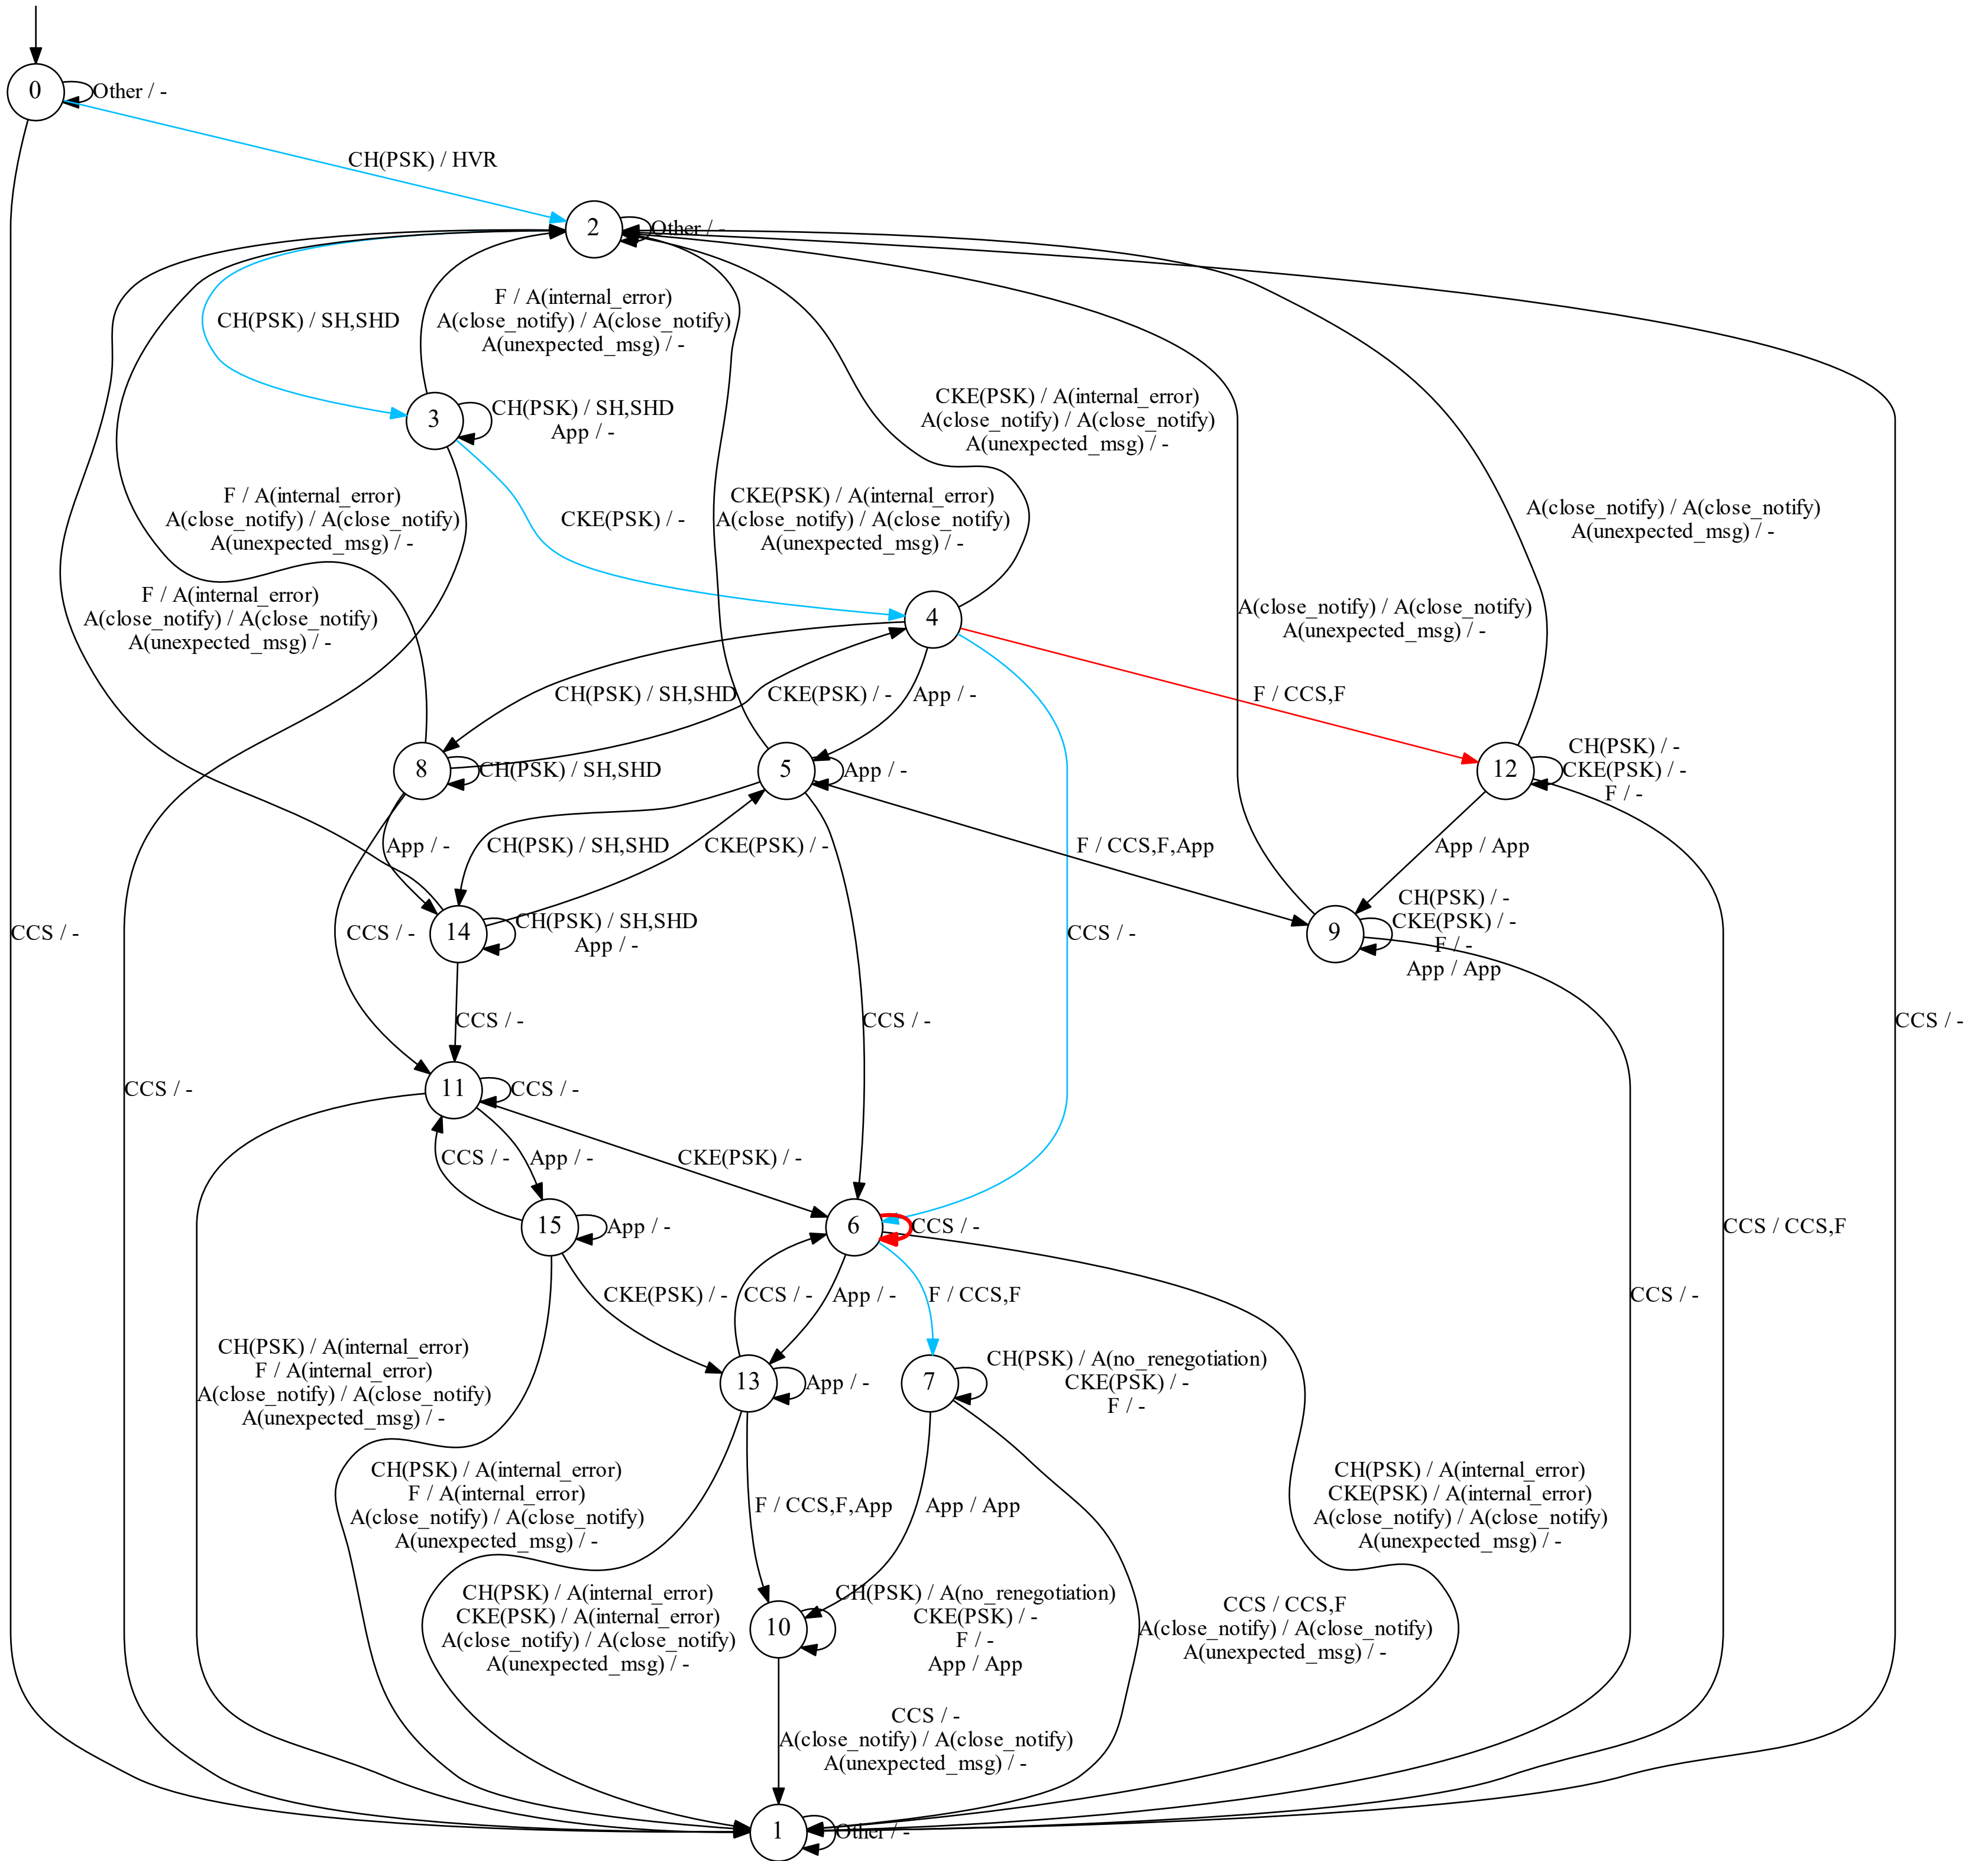 0
Other / -
CH(PSK) / HVR
2
Other / -
CH(PSK) / SH,SHD
F / A(internal_error)
A(close_notify) / A(close_notify)
A(unexpected_msg) / -
3
CH(PSK) / SH,SHD
App / -
CKE(PSK) / A(internal_error)
A(close_notify) / A(close_notify)
A(unexpected_msg) / -
F / A(internal_error)
A(close_notify) / A(close_notify)
A(unexpected_msg) / -
CKE(PSK) / -
CKE(PSK) / A(internal_error)
A(close_notify) / A(close_notify)
A(unexpected_msg) / -
A(close_notify) / A(close_notify)
A(unexpected_msg) / -
F / A(internal_error)
A(close_notify) / A(close_notify)
A(unexpected_msg) / -
4
A(close_notify) / A(close_notify)
A(unexpected_msg) / -
CH(PSK) / SH,SHD
CKE(PSK) / -
App / -
F / CCS,F
8
CH(PSK) / SH,SHD
5
App / -
12
CH(PSK) / -
CKE(PSK) / -
F / -
App / -
CH(PSK) / SH,SHD
CKE(PSK) / -
F / CCS,F,App
App / App
CCS / -
CCS / -
14
CH(PSK) / SH,SHD
App / -
CCS / -
9
CH(PSK) / -
CKE(PSK) / -
F / -
App / App
CCS / -
CCS / -
CCS / -
CCS / -
11
CCS / -
CCS / -
App / -
CKE(PSK) / -
15
App / -
6
CCS / -
CCS / CCS,F
CKE(PSK) / -
CCS / -
App / -
F / CCS,F
CCS / -
CH(PSK) / A(internal_error)
F / A(internal_error)
A(close_notify) / A(close_notify)
A(unexpected_msg) / -
13
App / -
7
CH(PSK) / A(no_renegotiation)
CKE(PSK) / -
F / -
CH(PSK) / A(internal_error)
F / A(internal_error)
A(close_notify) / A(close_notify)
A(unexpected_msg) / -
F / CCS,F,App
App / App
CH(PSK) / A(internal_error)
CKE(PSK) / A(internal_error)
A(close_notify) / A(close_notify)
A(unexpected_msg) / -
CH(PSK) / A(internal_error)
CKE(PSK) / A(internal_error)
A(close_notify) / A(close_notify)
A(unexpected_msg) / -
10
CH(PSK) / A(no_renegotiation)
CKE(PSK) / -
F / -
App / App
CCS / CCS,F
A(close_notify) / A(close_notify)
A(unexpected_msg) / -
CCS / -
A(close_notify) / A(close_notify)
A(unexpected_msg) / -
1
Other / -